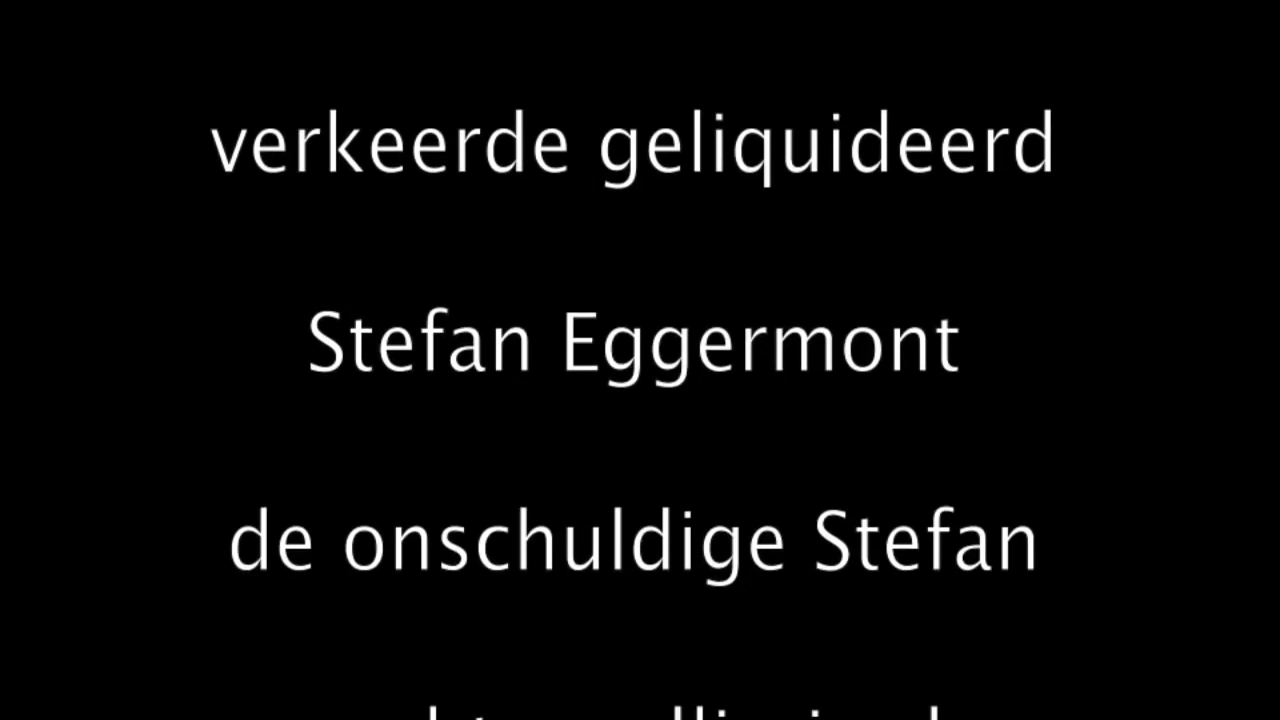 verkeerde geliquideerd
Stefan Eggermont
de onschuldige Stefan